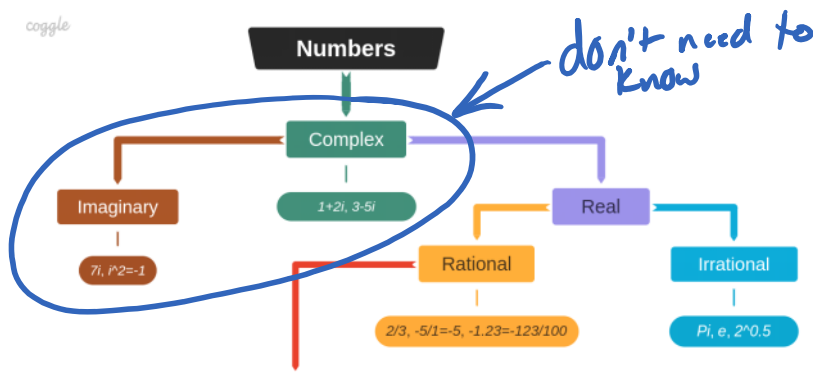 coggle
Numbers
don't need to
know
Complex
Imaginary
1+2i, 3-5i
Real
7i, i^2=-1
Rational
Irrational
2/3, -5/1=-5, -1.23=-123/100
Pi, e, 2^0.5